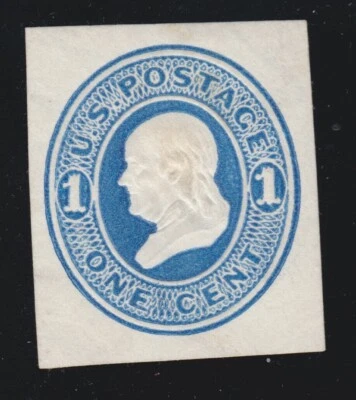 U.S. POSTAGE
1 1
ONE CENT